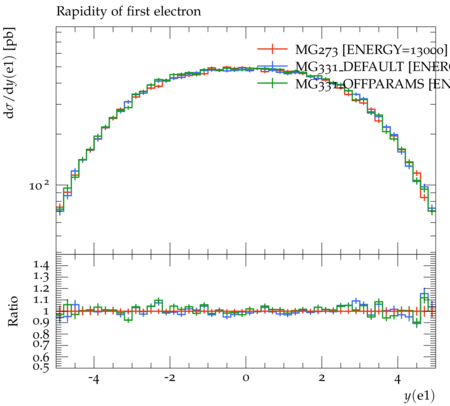 Rapidity of first electron
dσ/dy(e1) [pb]
MG273 [ENERGY=13000]
MG331_DEFAULT [ENERG
MG331_OFFPARAMS [EN
10²
Ratio
1.4
1.3
1.2
1.1
1
0.9
0.8
0.7
0.6
0.5
-4 -2 0 2 4
y(e1)